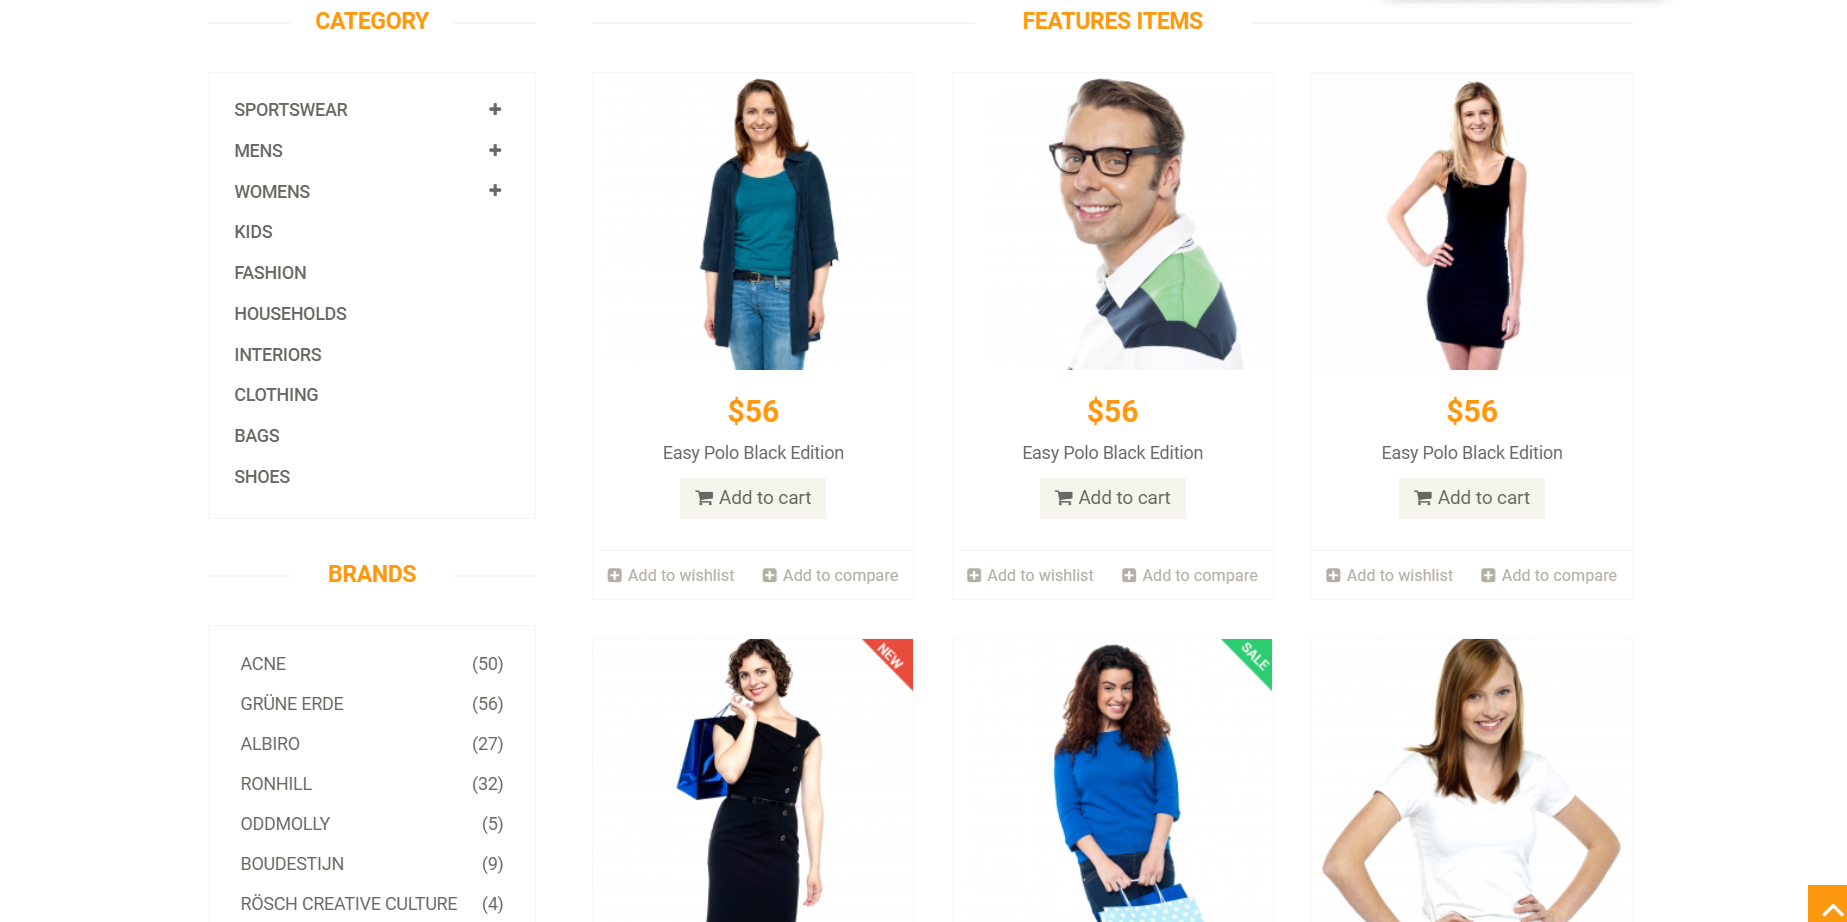 CATEGORY
SPORTSWEAR
MENS
WOMENS
KIDS
FASHION
HOUSEHOLDS
INTERIORS
CLOTHING
BAGS
SHOES
BRANDS
ACNE (50)
GRÜNE ERDE (56)
ALBIRO (27)
RONHILL (32)
ODDMOLLY (5)
BOUDESTIJN (9)
RÖSCH CREATIVE CULTURE (4)
FEATURES ITEMS
$56
Easy Polo Black Edition
Add to cart
Add to wishlist Add to compare
$56
Easy Polo Black Edition
Add to cart
Add to wishlist Add to compare
$56
Easy Polo Black Edition
Add to cart
Add to wishlist Add to compare
NEW
SALE